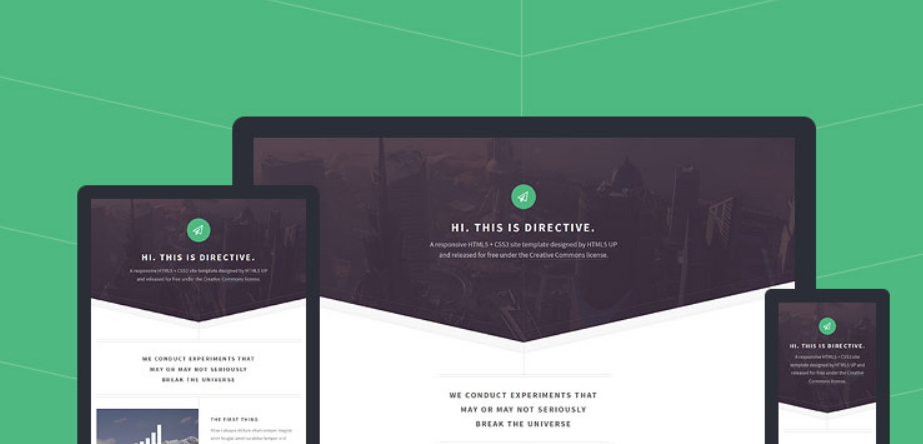 HI. THIS IS DIRECTIVE.
A responsive HTML5 + CSS3 site template designed by HTML5 UP
and released for free under the Creative Commons license.
WE CONDUCT EXPERIMENTS THAT
MAY OR MAY NOT SERIOUSLY
BREAK THE UNIVERSE
HI. THIS IS DIRECTIVE.
A responsive HTML5 + CSS3 site template designed by HTML5 UP
and released for free under the Creative Commons license.
WE CONDUCT EXPERIMENTS THAT
MAY OR MAY NOT SERIOUSLY
BREAK THE UNIVERSE
THE FIRST THING
HI. THIS IS DIRECTIVE.
A responsive HTML5 + CSS3 site
template designed by HTML5 UP and
released for free under the Creative
Commons license.